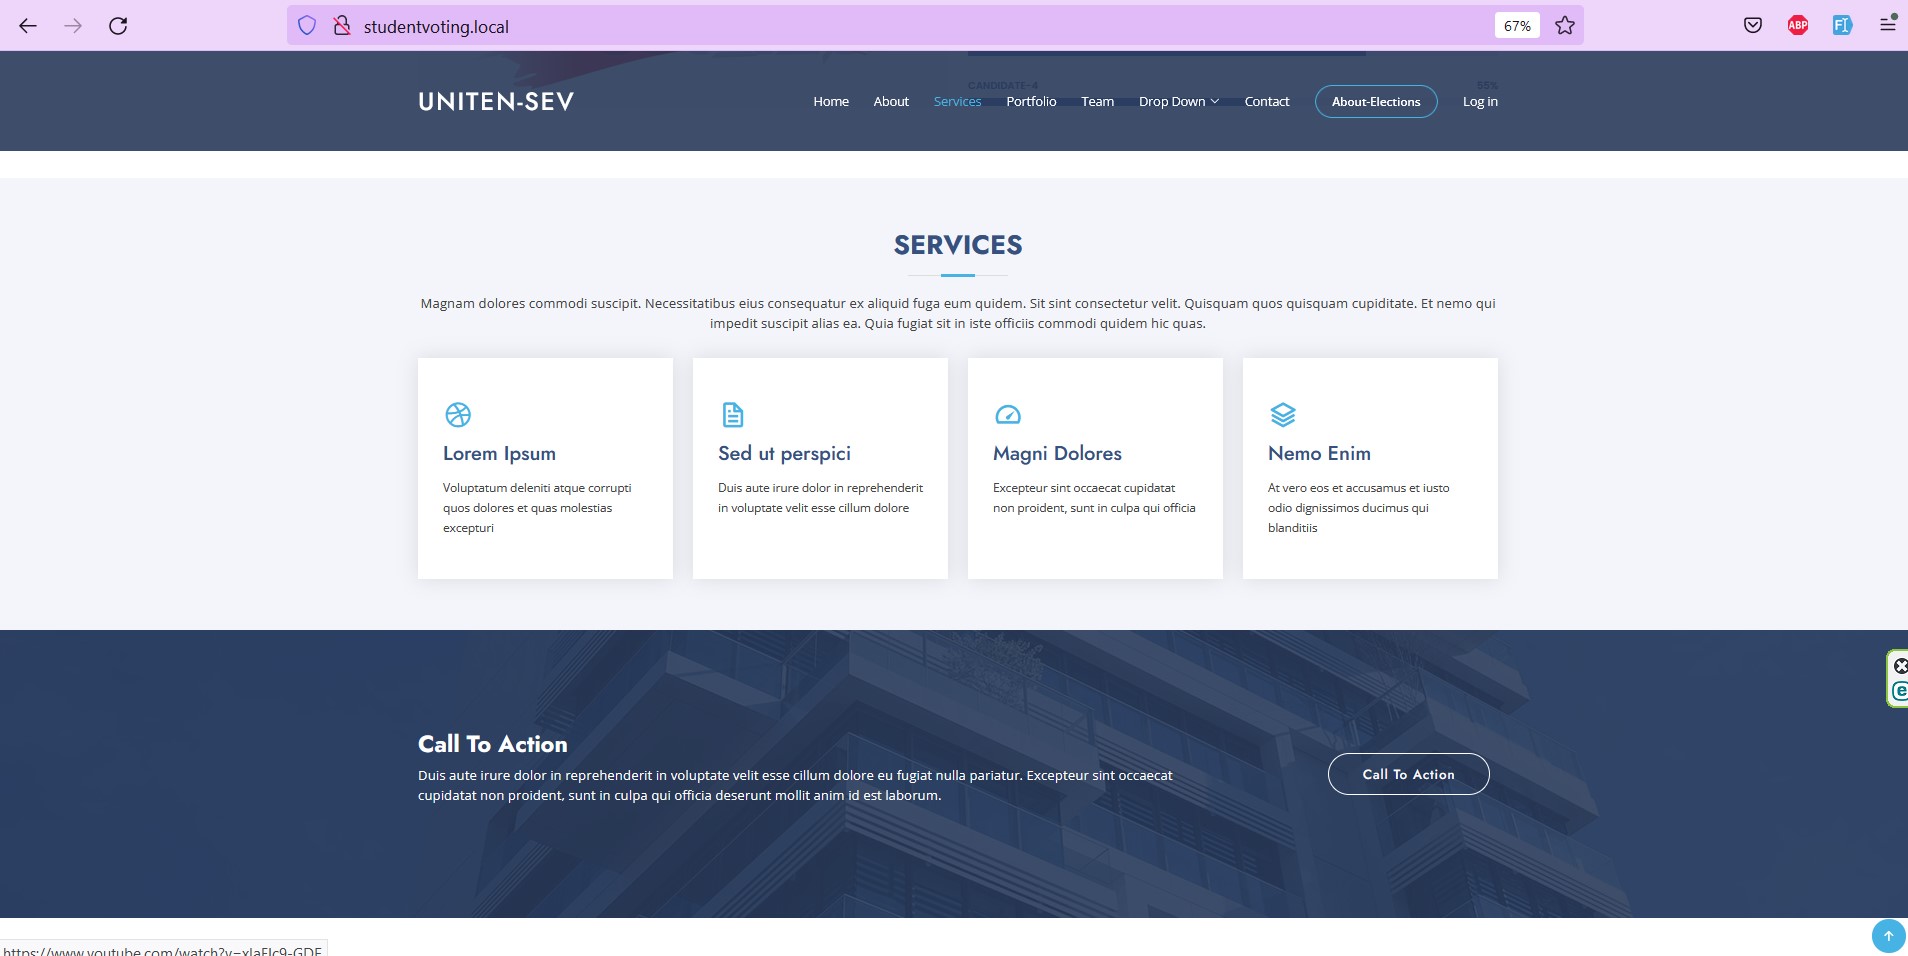 studentvoting.local
67%
ABP
CANDIDATE-4 55%
UNITEN-SEV
Home About Services Portfolio Team Drop Down Contact About-Elections Log in
SERVICES
Magnam dolores commodi suscipit. Necessitatibus eius consequatur ex aliquid fuga eum quidem. Sit sint consectetur velit. Quisquam quos quisquam cupiditate. Et nemo qui
impedit suscipit alias ea. Quia fugiat sit in iste officiis commodi quidem hic quas.
Lorem Ipsum
Voluptatum deleniti atque corrupti
quos dolores et quas molestias
excepturi
Sed ut perspici
Duis aute irure dolor in reprehenderit
in voluptate velit esse cillum dolore
Magni Dolores
Excepteur sint occaecat cupidatat
non proident, sunt in culpa qui officia
Nemo Enim
At vero eos et accusamus et iusto
odio dignissimos ducimus qui
blanditiis
Call To Action
Duis aute irure dolor in reprehenderit in voluptate velit esse cillum dolore eu fugiat nulla pariatur. Excepteur sint occaecat
cupidatat non proident, sunt in culpa qui officia deserunt mollit anim id est laborum.
Call To Action